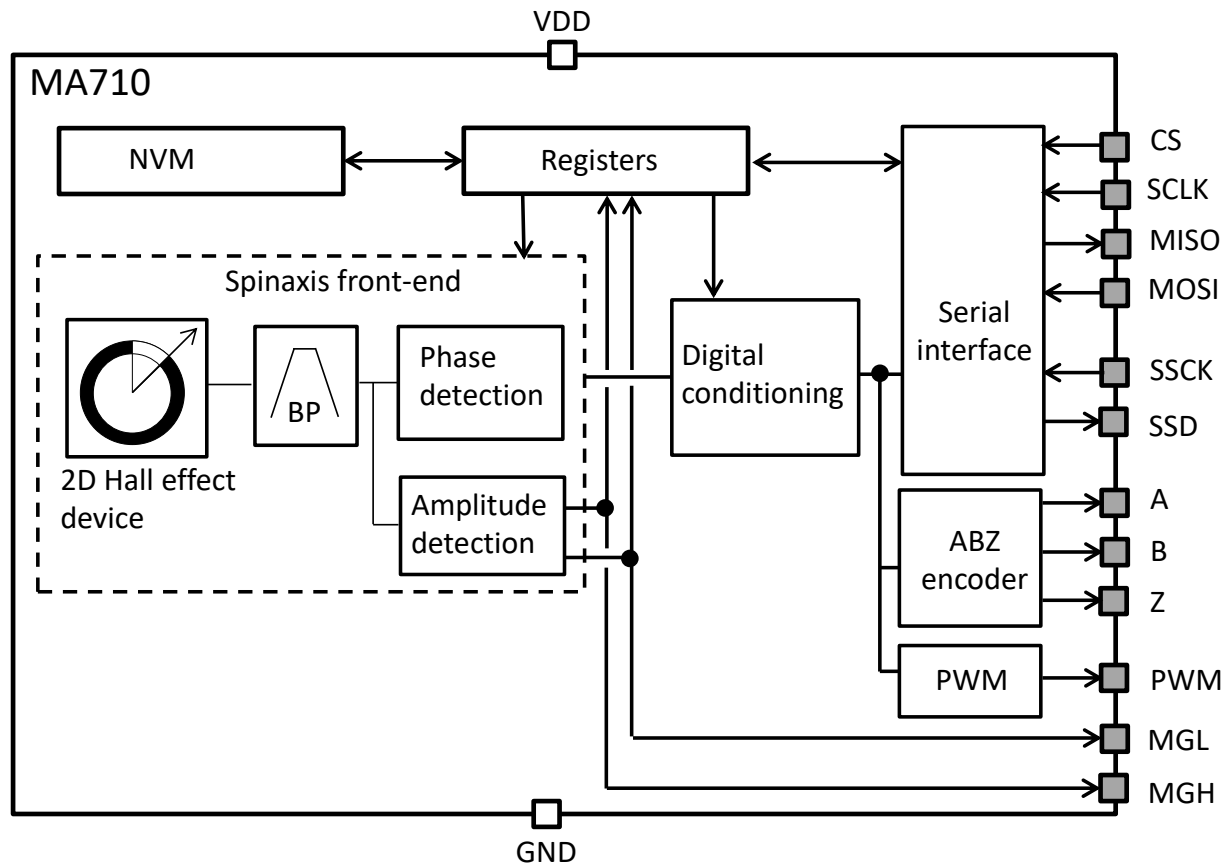 VDD
MA710
NVM
Registers
Serial
interface
CS
SCLK
MISO
MOSI
SSCK
SSD
Spinaxis front-end
2D Hall effect
device
BP
Phase
detection
Amplitude
detection
Digital
conditioning
ABZ
encoder
A
B
Z
PWM
PWM
MGL
MGH
GND